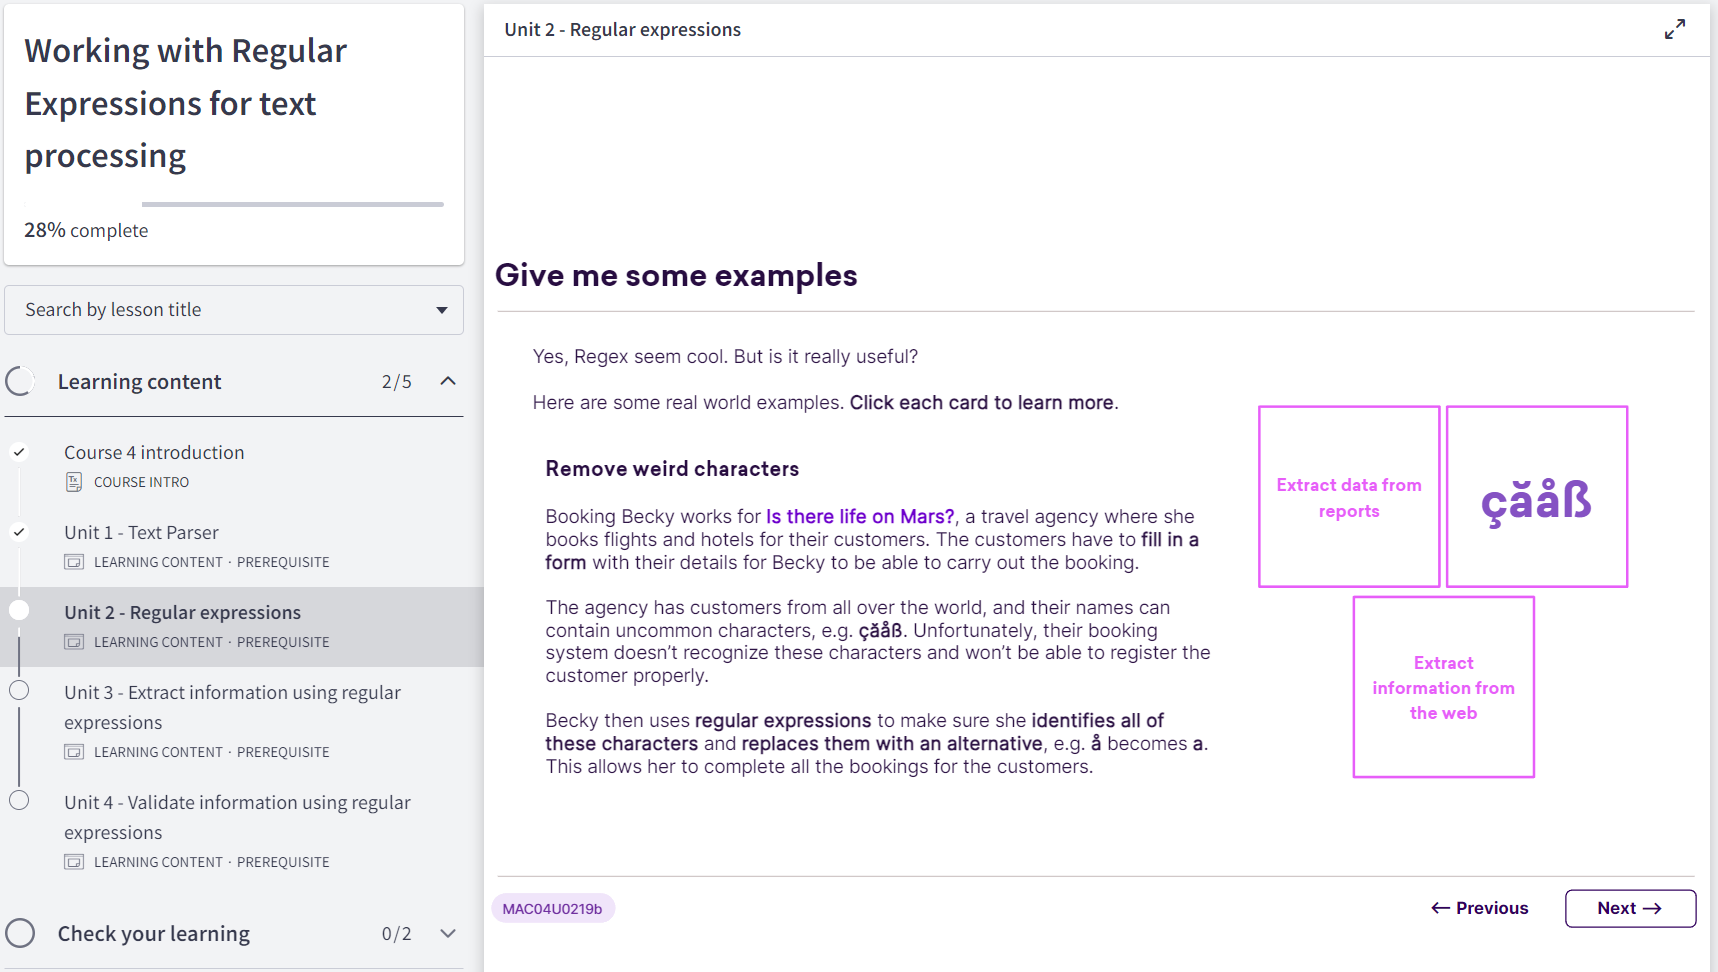 Working with Regular
Expressions for text
processing
28% complete
Search by lesson title
Learning content 2/5
Course 4 introduction
COURSE INTRO
Unit 1 - Text Parser
LEARNING CONTENT · PREREQUISITE
Unit 2 - Regular expressions
LEARNING CONTENT · PREREQUISITE
Unit 3 - Extract information using regular
expressions
LEARNING CONTENT · PREREQUISITE
Unit 4 - Validate information using regular
expressions
LEARNING CONTENT · PREREQUISITE
Check your learning 0/2
Unit 2 - Regular expressions
Give me some examples
Yes, Regex seem cool. But is it really useful?
Here are some real world examples. Click each card to learn more.
Remove weird characters
Booking Becky works for Is there life on Mars?, a travel agency where she
books flights and hotels for their customers. The customers have to fill in a
form with their details for Becky to be able to carry out the booking.
The agency has customers from all over the world, and their names can
contain uncommon characters, e.g. çăåß. Unfortunately, their booking
system doesn't recognize these characters and won't be able to register the
customer properly.
Becky then uses regular expressions to make sure she identifies all of
these characters and replaces them with an alternative, e.g. å becomes a.
This allows her to complete all the bookings for the customers.
Extract data from
reports
çăåß
Extract
information from
the web
MAC04U0219b
← Previous
Next →